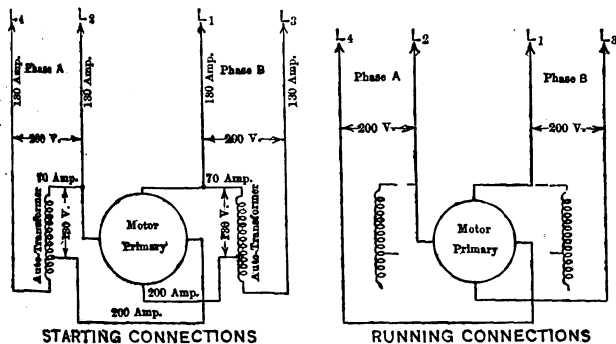 L4 L2 L1 L3
Phase A Phase B
130 Amp. 130 Amp. 130 Amp. 130 Amp.
200 V. 200 V.
70 Amp. 70 Amp.
Auto-Transformer
130 V.
Motor
Primary
130 V.
Auto-Transformer
200 Amp.
200 Amp.
STARTING CONNECTIONS
L4 L2 L1 L3
Phase A Phase B
200 V. 200 V.
Motor
Primary
RUNNING CONNECTIONS